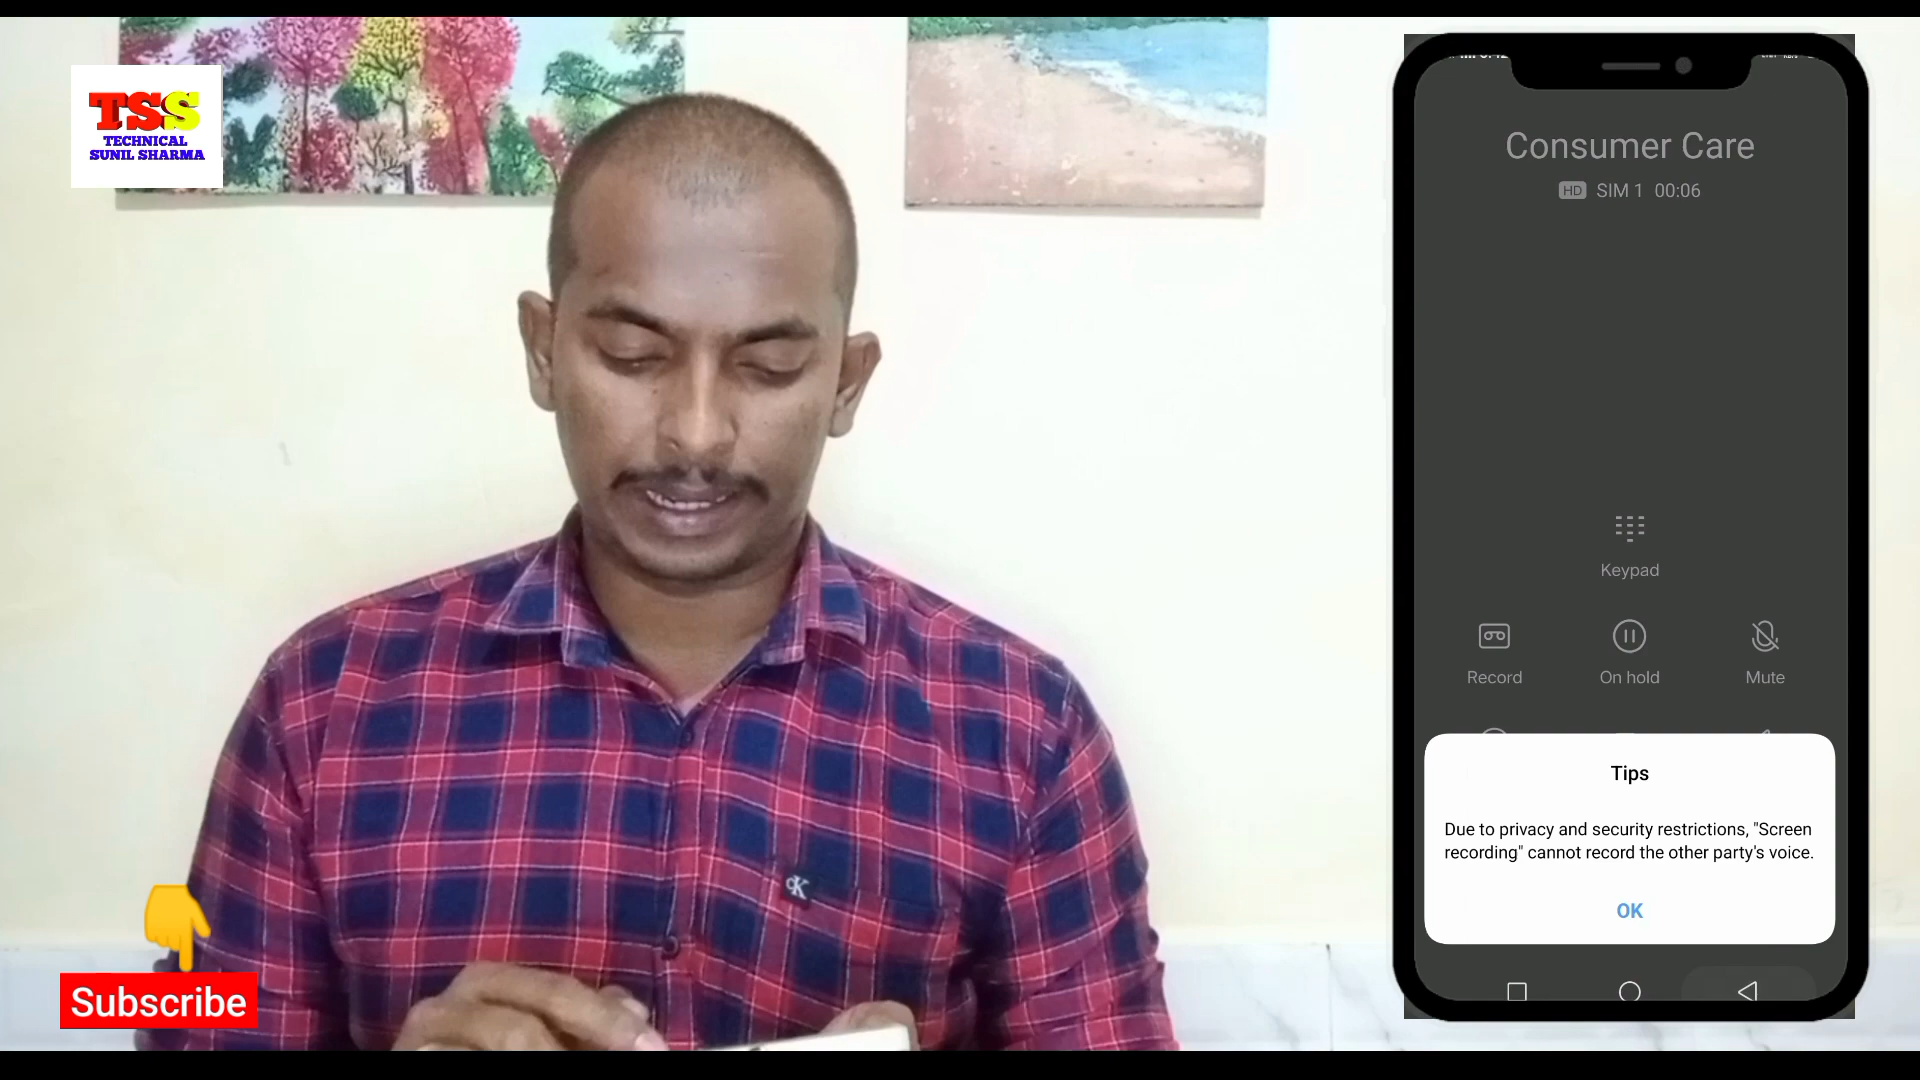 TSS
TECHNICAL
SUNIL SHARMA
Consumer Care
HD SIM 1 00:06
Keypad
Record
On hold
Mute
Tips
Due to privacy and security restrictions, "Screen
recording" cannot record the other party's voice.
OK
cK
Subscribe